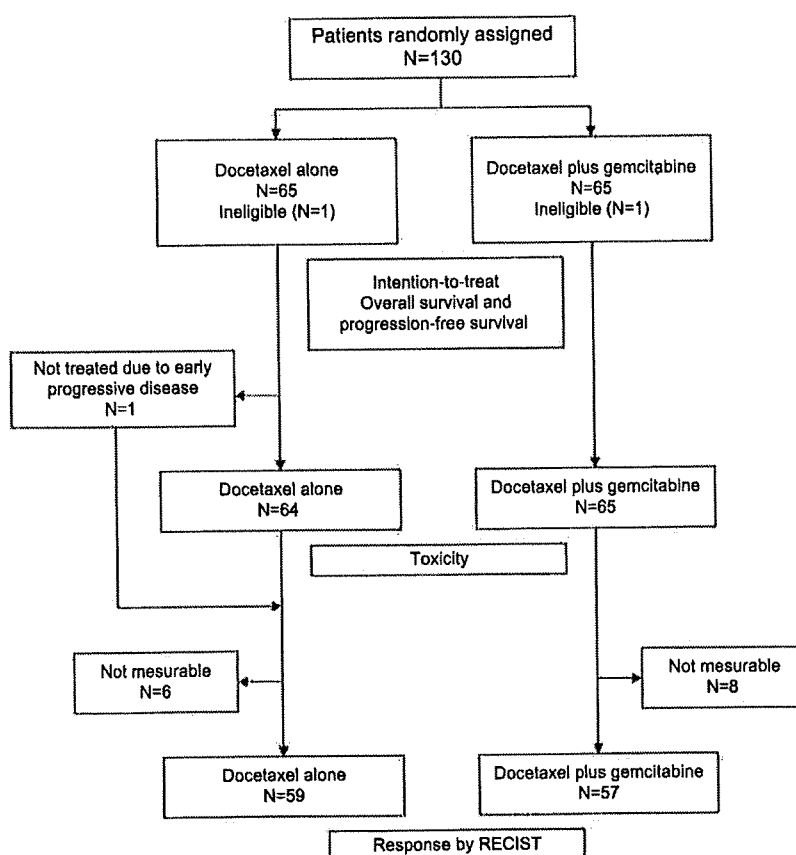 Patients randomly assigned
N=130
Docetaxel alone
N=65
Ineligible (N=1)
Docetaxel plus gemcitabine
N=65
Ineligible (N=1)
Intention-to-treat
Overall survival and
progression-free survival
Not treated due to early
progressive disease
N=1
Docetaxel alone
N=64
Docetaxel plus gemcitabine
N=65
Toxicity
Not mesurable
N=6
Not mesurable
N=8
Docetaxel alone
N=59
Docetaxel plus gemcitabine
N=57
Response by RECIST